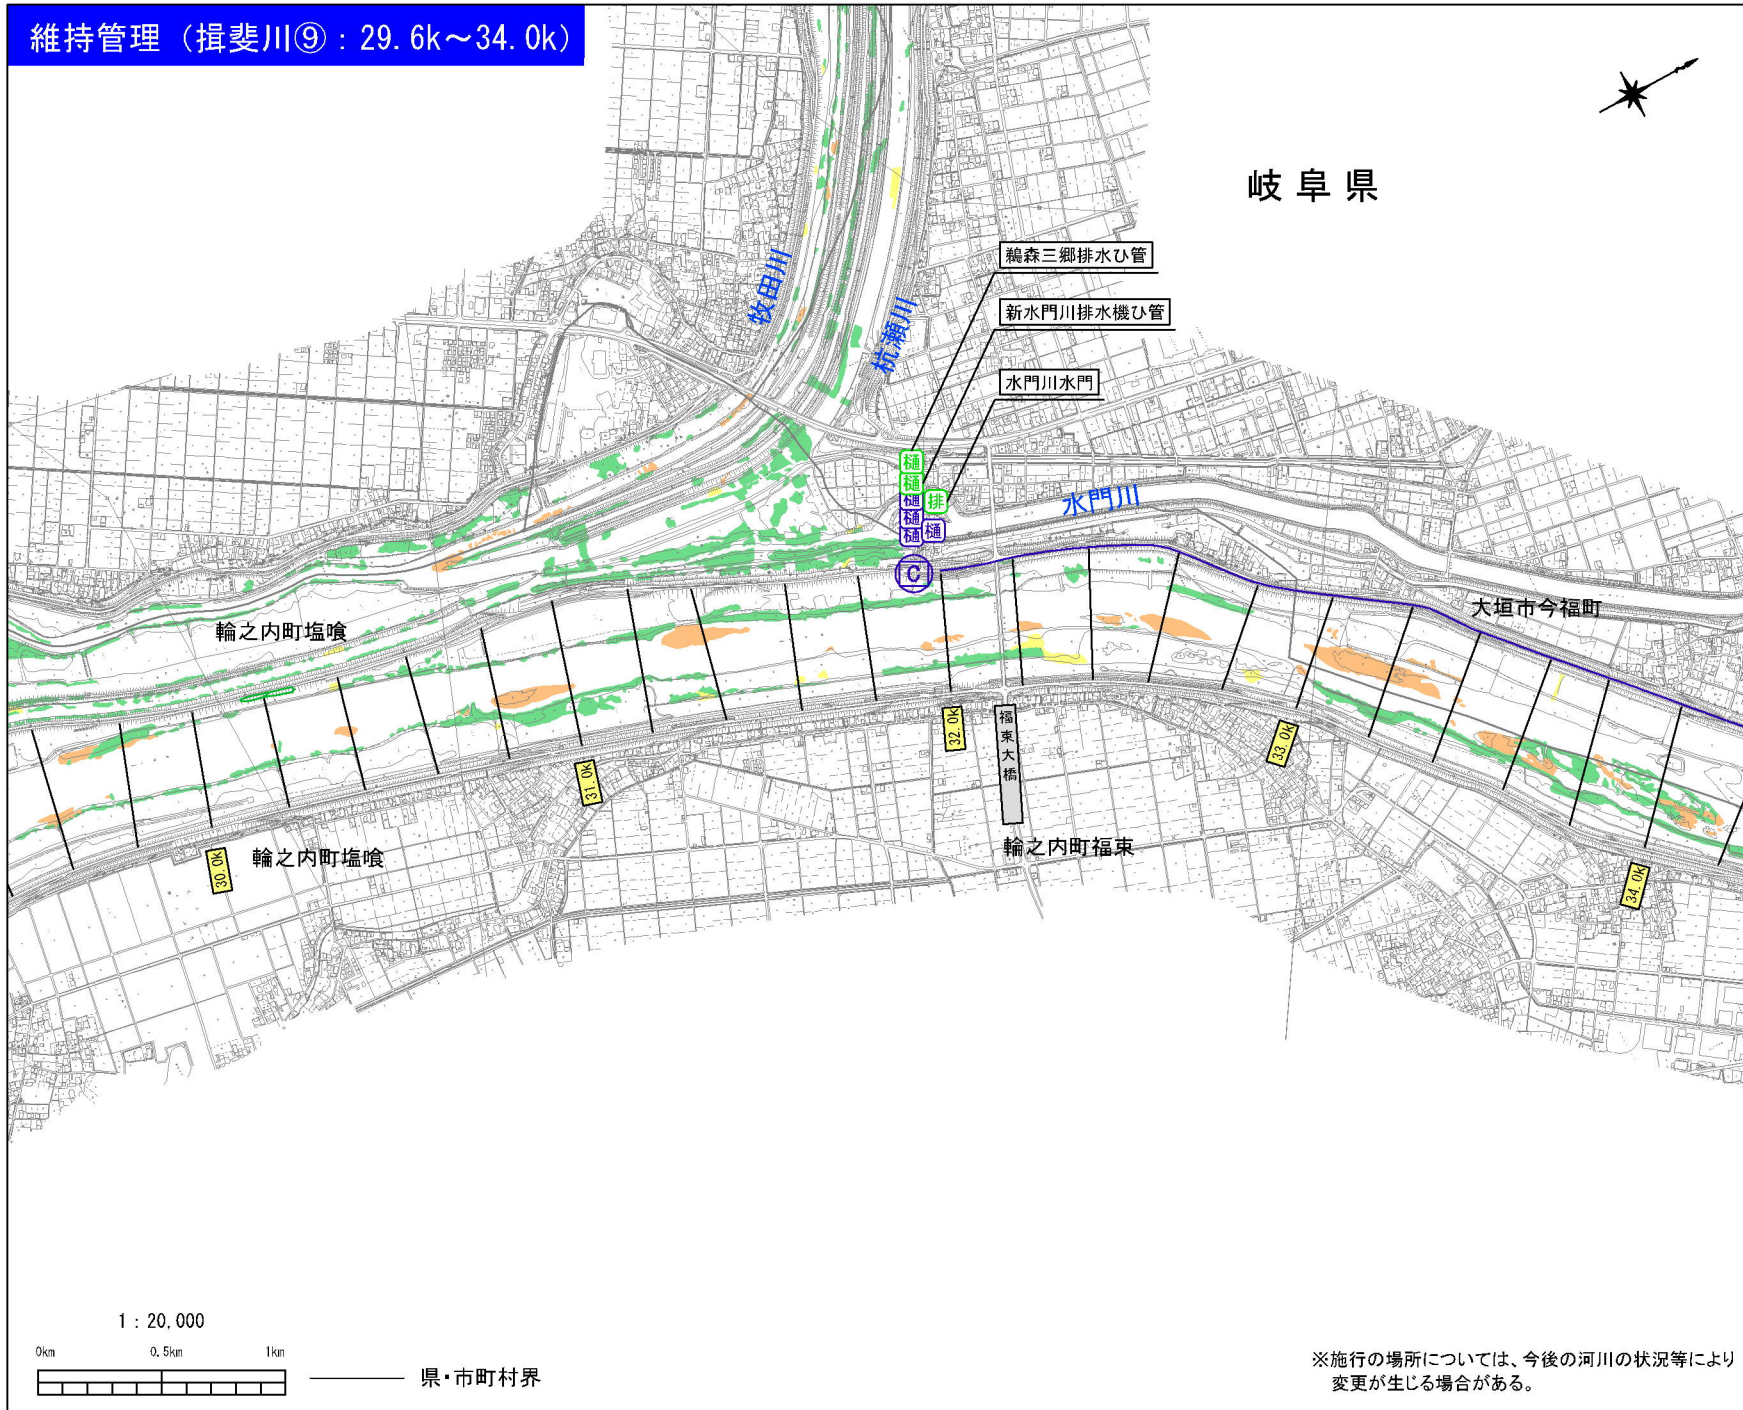 維持管理（揖斐川⑨：29.6k～34.0k）
岐阜県
鵜森三郷排水ひ管
新水門川排水機ひ管
水門川水門
牧田川
杭瀬川
水門川
樋
樋
樋
排
樋
樋
樋
C
大垣市今福町
輪之内町塩喰
30.0k
31.0k
32.0k
33.0k
34.0k
福束大橋
輪之内町塩喰
輪之内町福束
1：20,000
0km 0.5km 1km
県・市町村界
※施行の場所については、今後の河川の状況等により
変更が生じる場合がある。